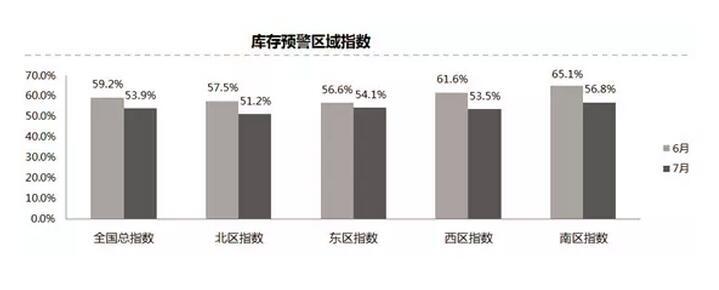 库存预警区域指数
70.0%
60.0%
50.0%
40.0%
30.0%
20.0%
10.0%
0.0%
59.2%
53.9%
57.5%
51.2%
56.6%
54.1%
61.6%
53.5%
65.1%
56.8%
全国总指数
北区指数
东区指数
西区指数
南区指数
6月
7月